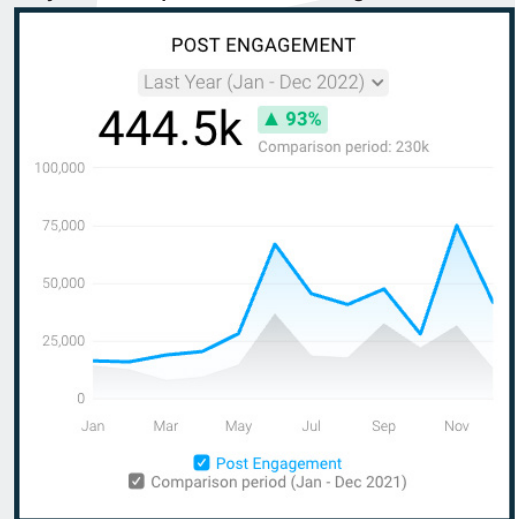 POST ENGAGEMENT
Last Year (Jan - Dec 2022)
444.5k
▲ 93%
Comparison period: 230k
100,000
75,000
50,000
25,000
0
Jan Mar May Jul Sep Nov
Post Engagement
Comparison period (Jan - Dec 2021)